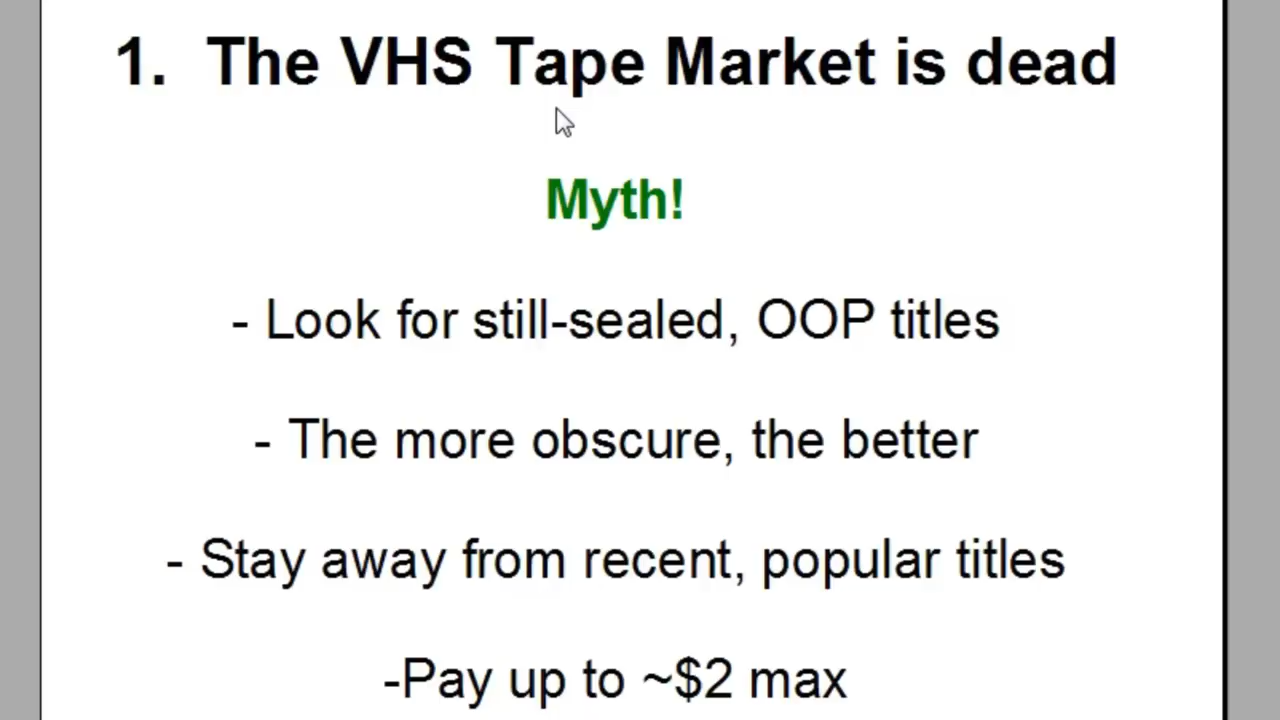 1. The VHS Tape Market is dead
Myth!
- Look for still-sealed, OOP titles
- The more obscure, the better
- Stay away from recent, popular titles
-Pay up to ~$2 max